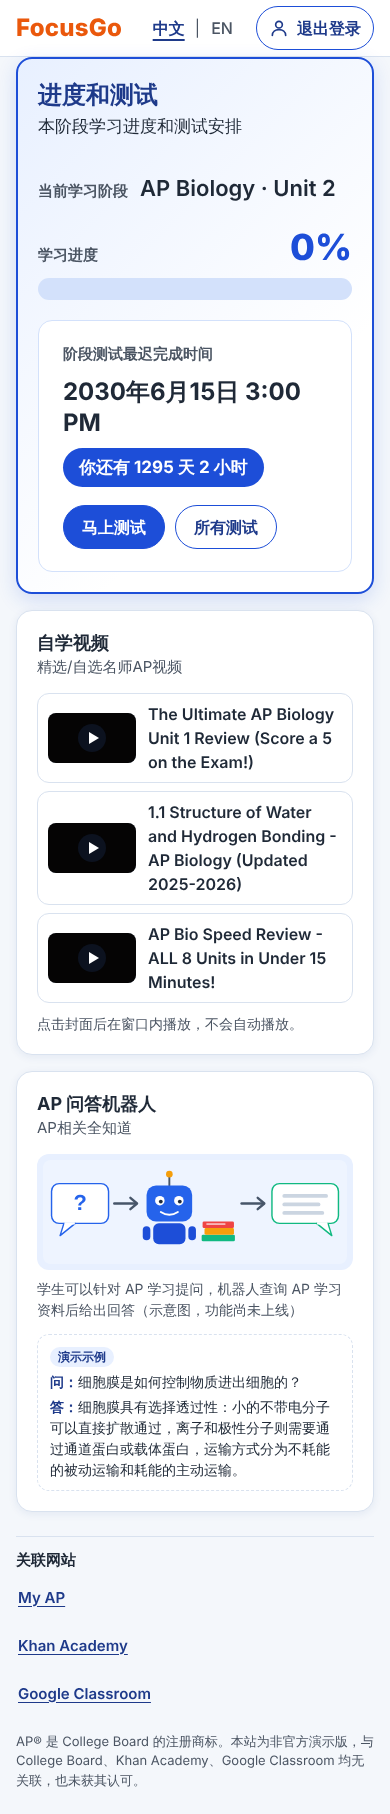 FocusGo
中文 | EN
退出登录
进度和测试
本阶段学习进度和测试安排
当前学习阶段 AP Biology · Unit 2
学习进度 0%
阶段测试最迟完成时间
2030年6月15日 3:00
PM
你还有 1295 天 2 小时
马上测试 所有测试
自学视频
精选/自选名师AP视频
The Ultimate AP Biology
Unit 1 Review (Score a 5
on the Exam!)
1.1 Structure of Water
and Hydrogen Bonding -
AP Biology (Updated
2025-2026)
AP Bio Speed Review -
ALL 8 Units in Under 15
Minutes!
点击封面后在窗口内播放，不会自动播放。
AP 问答机器人
AP相关全知道
?
学生可以针对 AP 学习提问，机器人查询 AP 学习
资料后给出回答（示意图，功能尚未上线）
演示示例
问：细胞膜是如何控制物质进出细胞的？
答：细胞膜具有选择透过性：小的不带电分子
可以直接扩散通过，离子和极性分子则需要通
过通道蛋白或载体蛋白，运输方式分为不耗能
的被动运输和耗能的主动运输。
关联网站
My AP
Khan Academy
Google Classroom
AP® 是 College Board 的注册商标。本站为非官方演示版，与
College Board、Khan Academy、Google Classroom 均无
关联，也未获其认可。